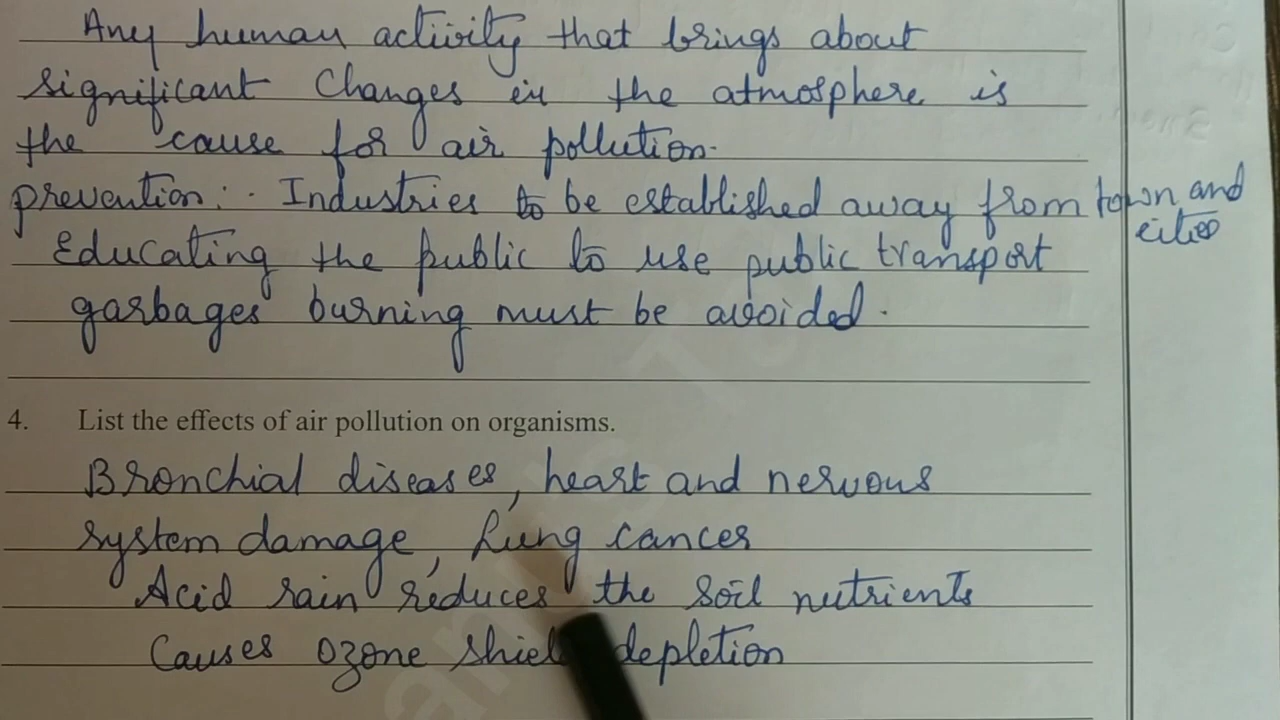 Any human activity that brings about
significant Changes in the atmosphere is
the cause for air pollution.
prevention:- Industries to be established away from town and
cities
Educating the public to use public transport
garbages burning must be avoided.
4. List the effects of air pollution on organisms.
Bronchial diseases, heart and nervous
system damage, Lung cancer
Acid rain reduces the soil nutrients
Causes ozone shield depletion